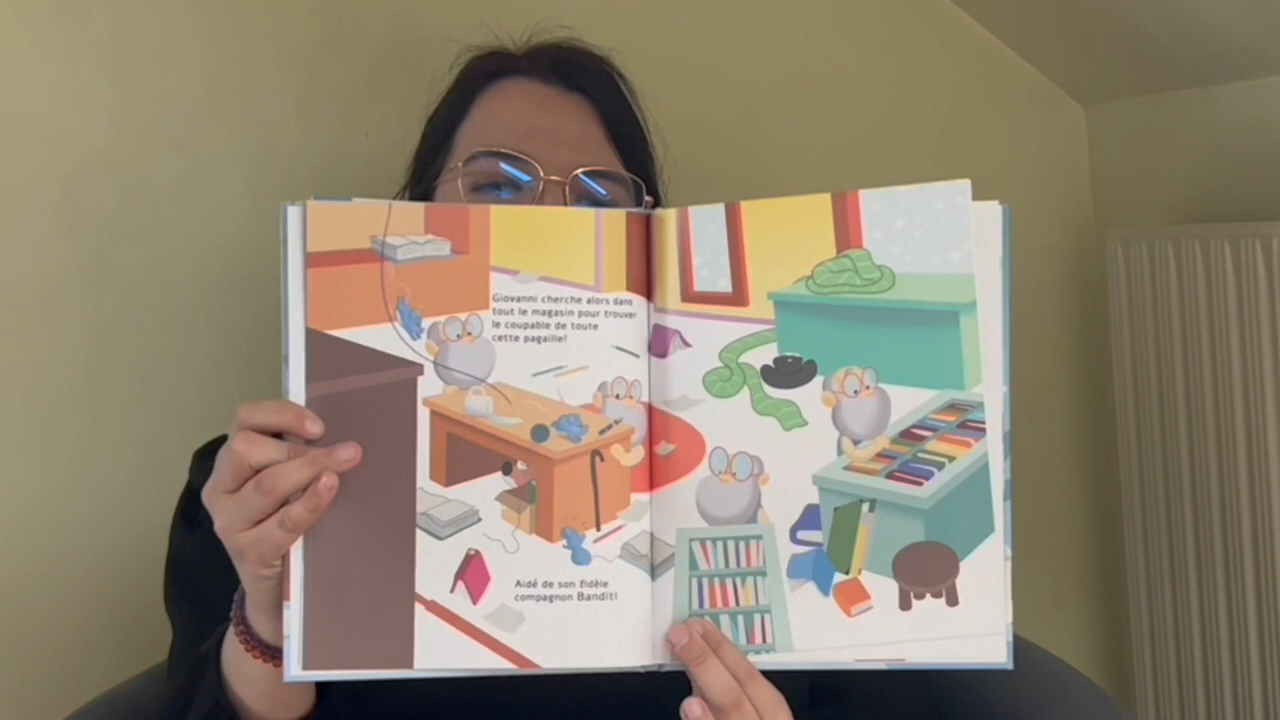 Giovanni cherche alors dans
tout le magasin pour trouver
le coupable de toute
cette pagaille!
Aidé de son fidèle
compagnon Bandit!